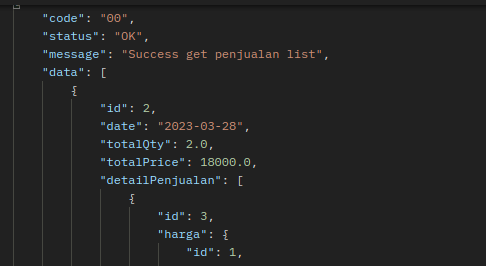 "code": "00",
"status": "OK",
"message": "Success get penjualan list",
"data": [
{
"id": 2,
"date": "2023-03-28",
"totalQty": 2.0,
"totalPrice": 18000.0,
"detailPenjualan": [
{
"id": 3,
"harga": {
"id": 1,